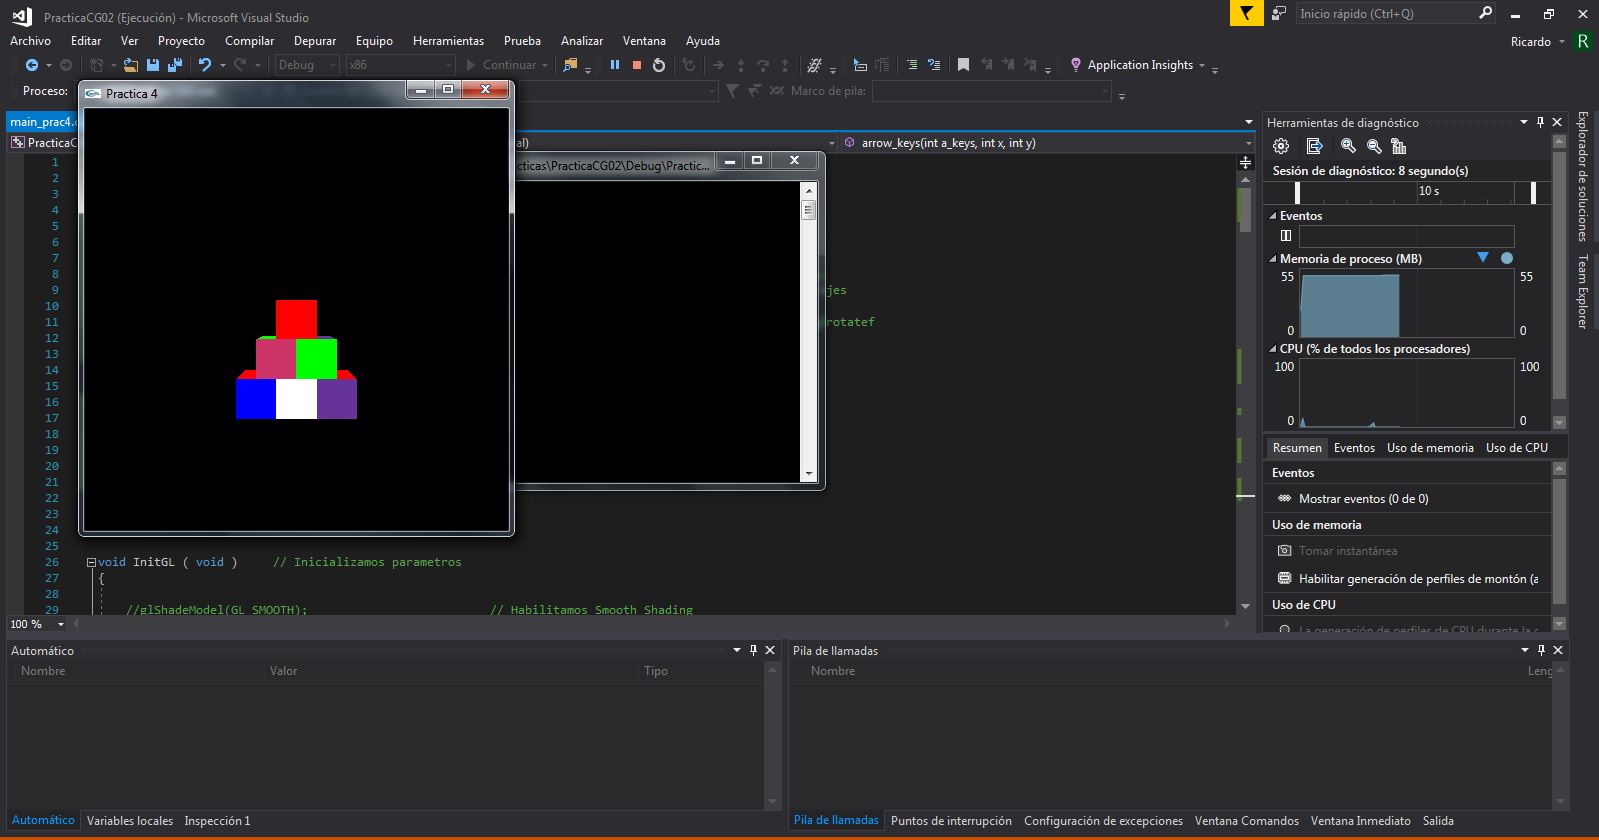 PracticaCG02 (Ejecución) - Microsoft Visual Studio
Inicio rápido (Ctrl+Q)
Archivo Editar Ver Proyecto Compilar Depurar Equipo Herramientas Prueba Analizar Ventana Ayuda
Ricardo R
Debug x86 Continuar Application Insights
Proceso: Marco de pila:
Practica 4
main_prac4.
PracticaC
al)
arrow_keys(int a_keys, int x, int y)
cticas\PracticaCG02\Debug\Practic...
1
2
3
4
5
6
7
8
9 jes
10
11 rotatef
12
13
14
15
16
17
18
19
20
21
22
23
24
25
26 void InitGL ( void ) // Inicializamos parametros
27 {
28
29 //glShadeModel(GL_SMOOTH); // Habilitamos Smooth Shading
100 %
Herramientas de diagnóstico
Sesión de diagnóstico: 8 segundo(s)
10 s
Eventos
Memoria de proceso (MB)
55 55
0 0
CPU (% de todos los procesadores)
100 100
0 0
Resumen Eventos Uso de memoria Uso de CPU
Eventos
Mostrar eventos (0 de 0)
Uso de memoria
Tomar instantánea
Habilitar generación de perfiles de montón (a
Uso de CPU
La generación de perfiles de CPU durante la
Explorador de soluciones
Team Explorer
Automático
Nombre Valor Tipo
Automático Variables locales Inspección 1
Pila de llamadas
Nombre Leng
Pila de llamadas Puntos de interrupción Configuración de excepciones Ventana Comandos Ventana Inmediato Salida